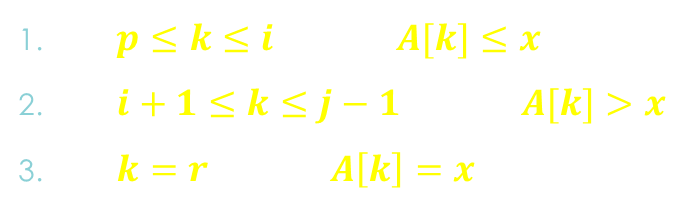 1. p ≤ k ≤ i A[k] ≤ x
2. i + 1 ≤ k ≤ j − 1 A[k] > x
3. k = r A[k] = x